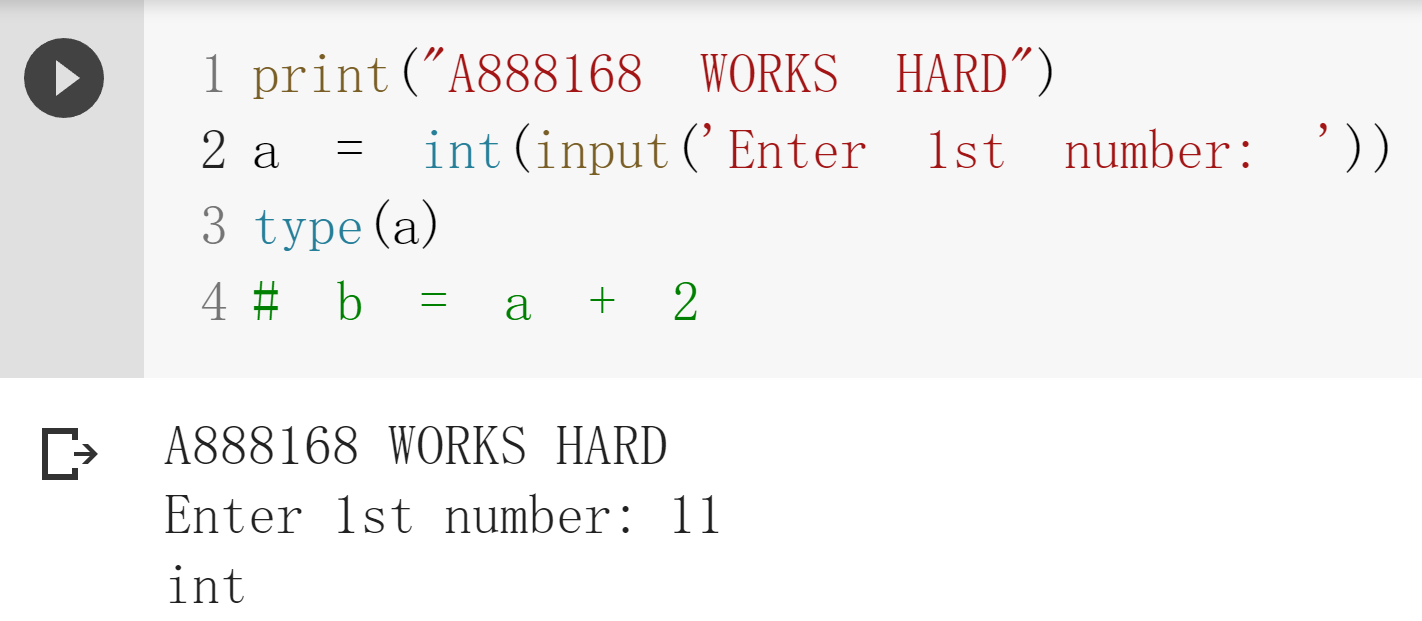 1 print("A888168 WORKS HARD")
2 a = int(input('Enter 1st number: '))
3 type(a)
4 # b = a + 2
A888168 WORKS HARD
Enter 1st number: 11
int